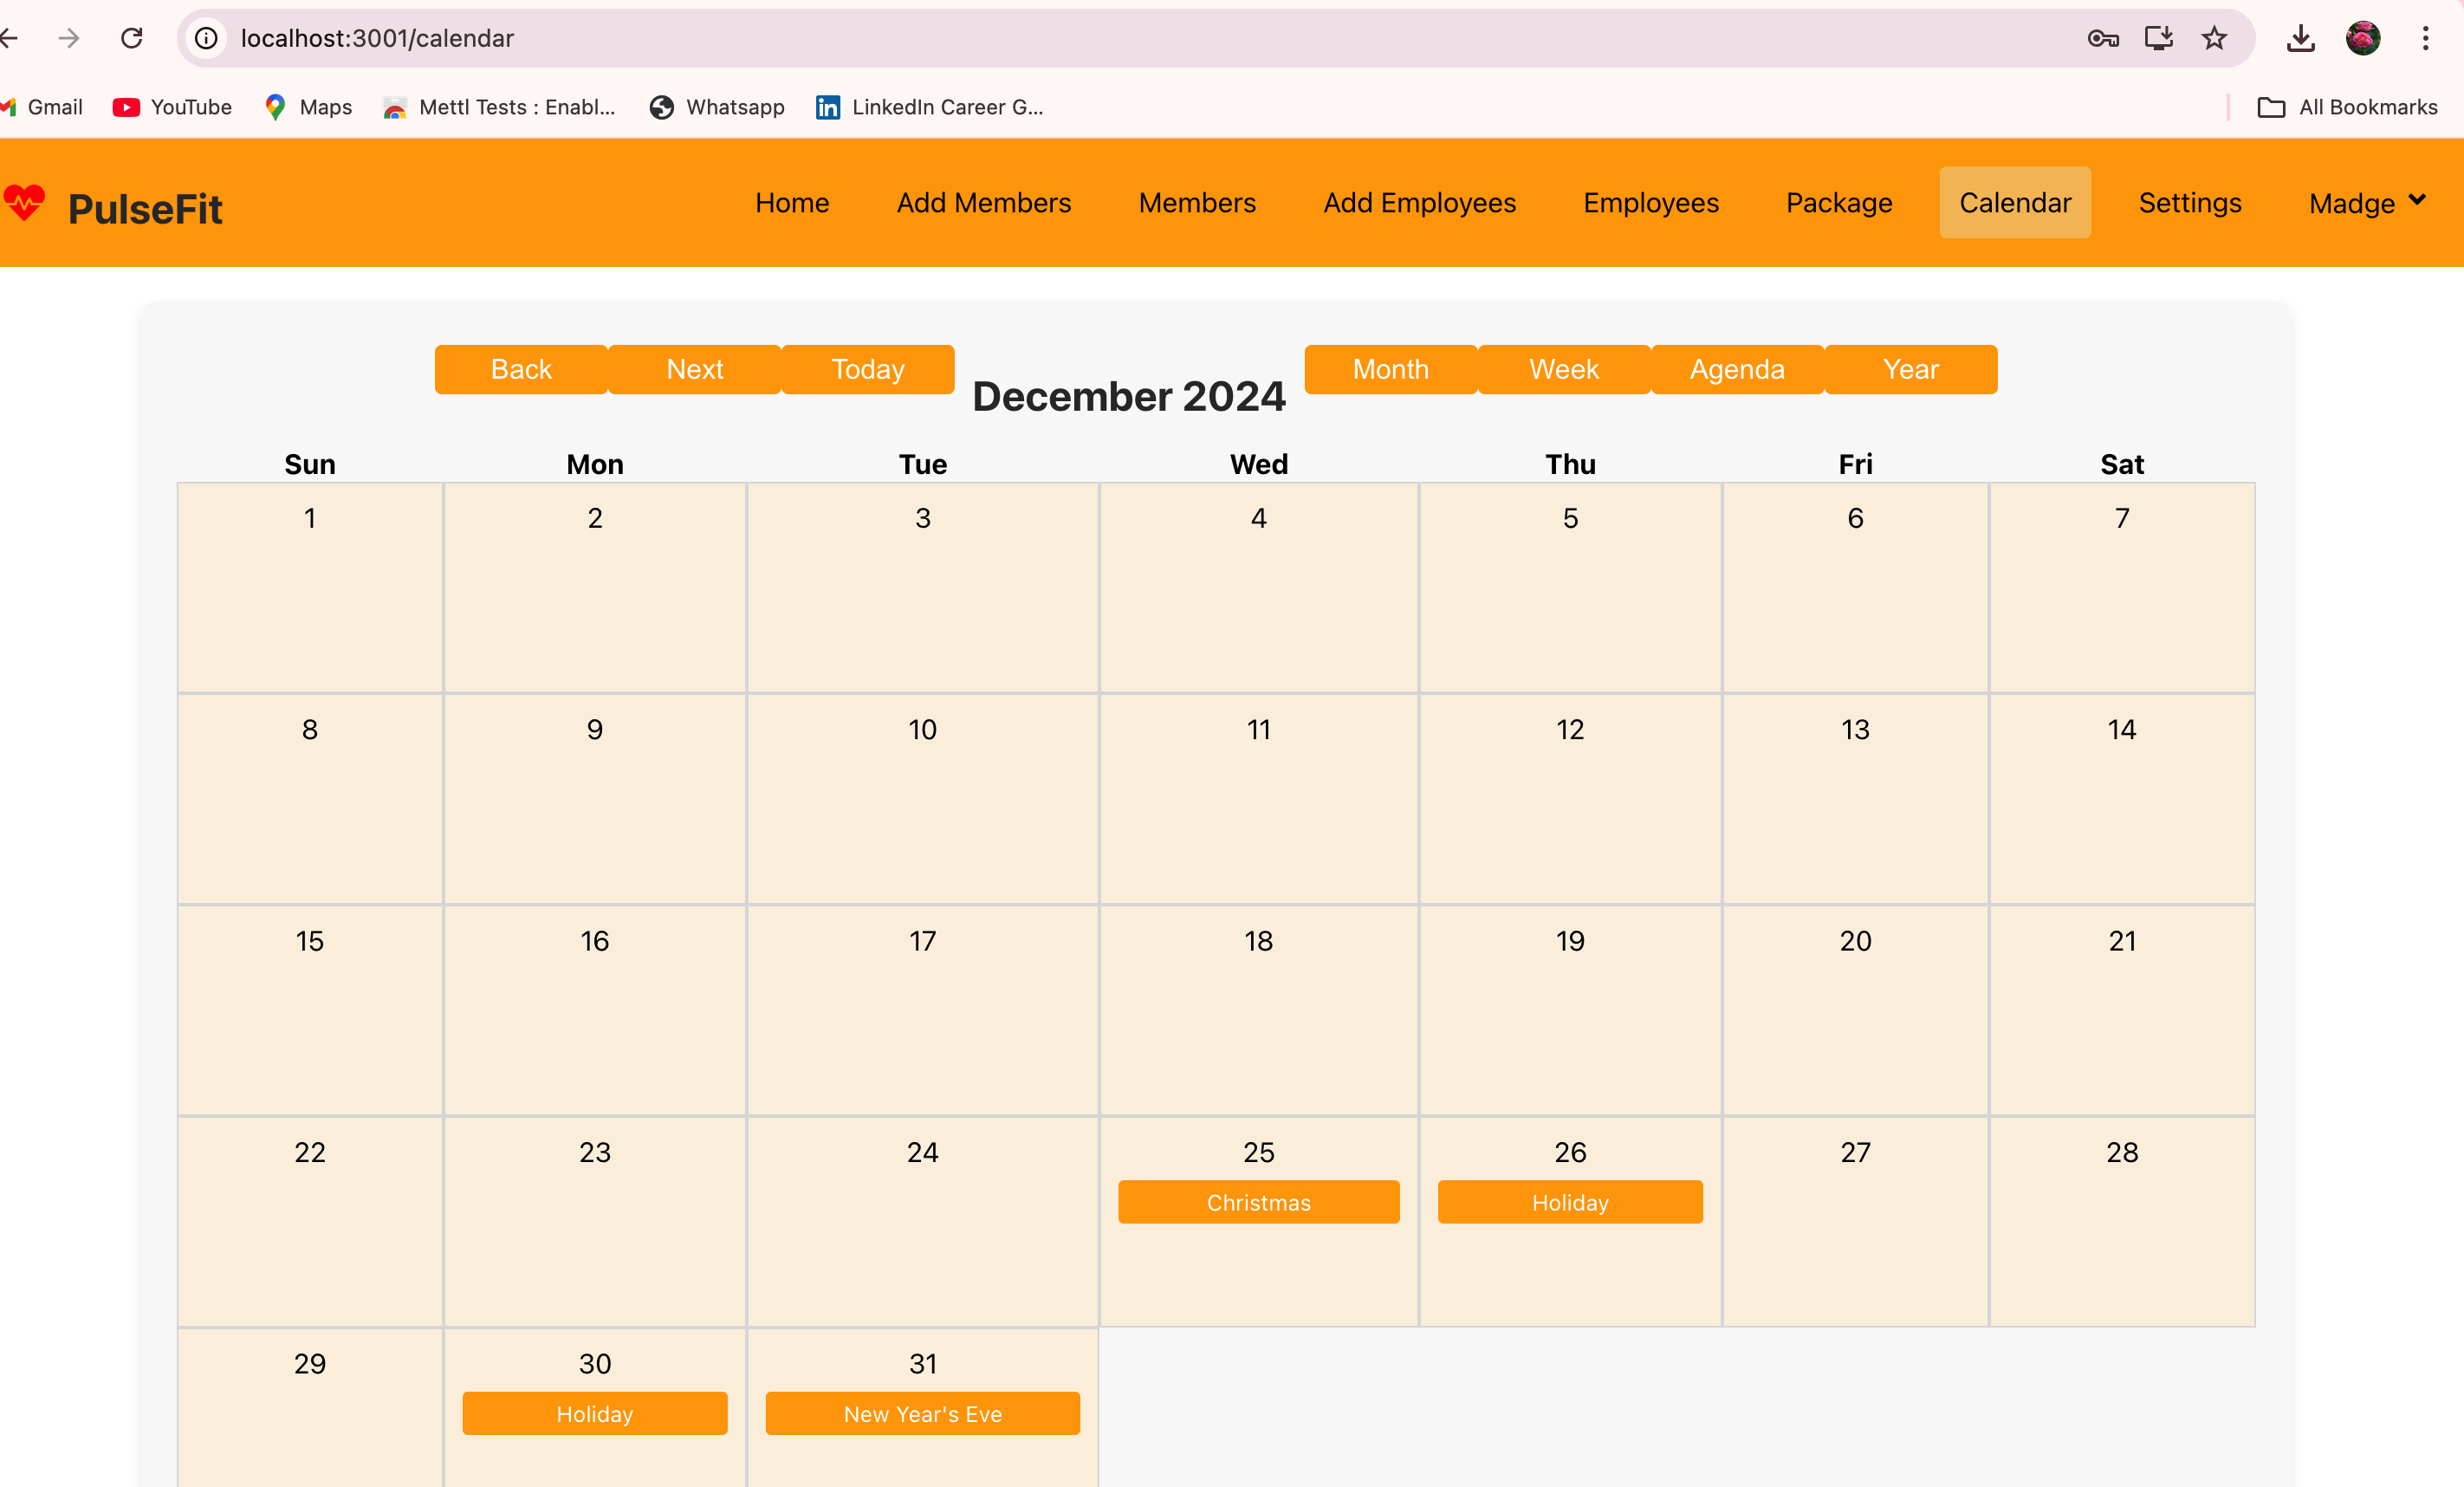 localhost:3001/calendar
Gmail YouTube Maps Mettl Tests : Enabl... Whatsapp LinkedIn Career G... All Bookmarks
PulseFit Home Add Members Members Add Employees Employees Package Calendar Settings Madge
Back Next Today December 2024 Month Week Agenda Year
Sun Mon Tue Wed Thu Fri Sat
1 2 3 4 5 6 7
8 9 10 11 12 13 14
15 16 17 18 19 20 21
22 23 24 25 26 27 28
Christmas Holiday
29 30 31
Holiday New Year's Eve